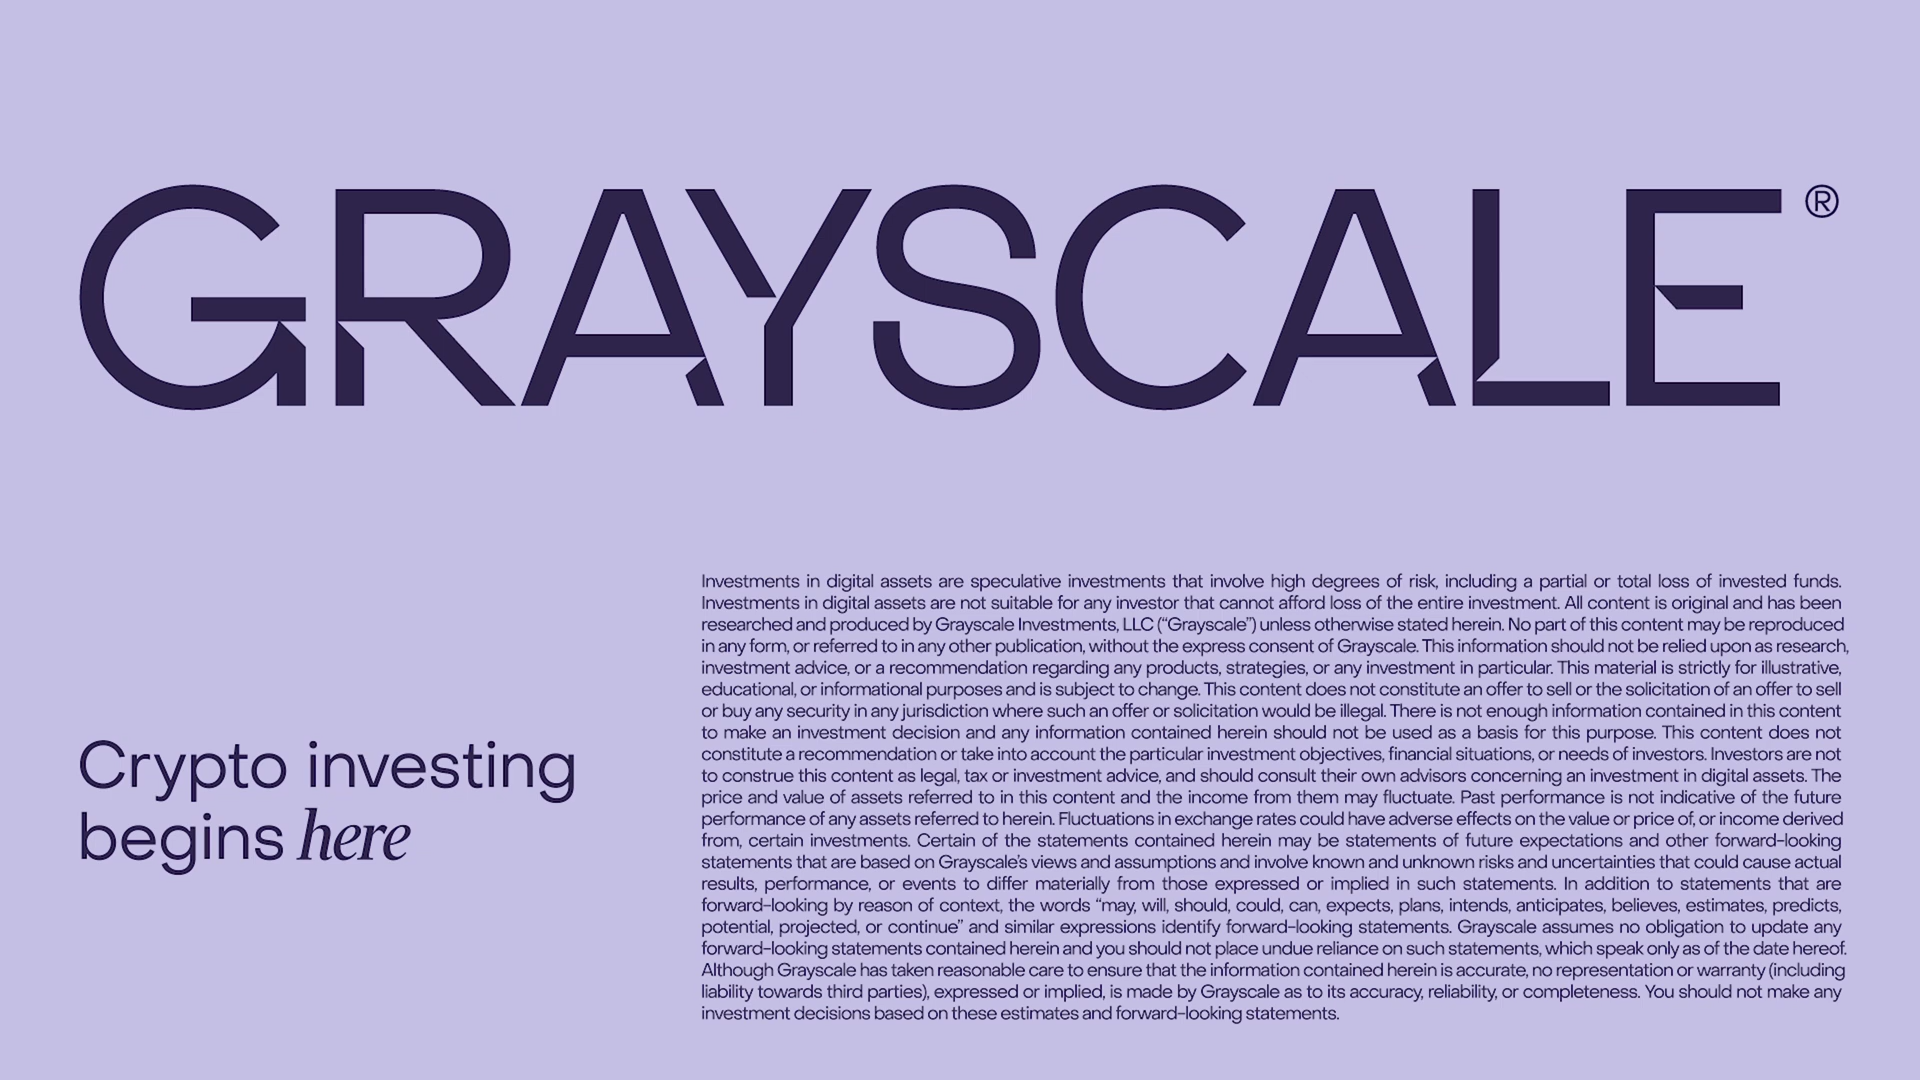 GRAYSCALE®
Crypto investing
begins here
Investments in digital assets are speculative investments that involve high degrees of risk, including a partial or total loss of invested funds.
Investments in digital assets are not suitable for any investor that cannot afford loss of the entire investment. All content is original and has been
researched and produced by Grayscale Investments, LLC (“Grayscale”) unless otherwise stated herein. No part of this content may be reproduced
in any form, or referred to in any other publication, without the express consent of Grayscale. This information should not be relied upon as research,
investment advice, or a recommendation regarding any products, strategies, or any investment in particular. This material is strictly for illustrative,
educational, or informational purposes and is subject to change. This content does not constitute an offer to sell or the solicitation of an offer to sell
or buy any security in any jurisdiction where such an offer or solicitation would be illegal. There is not enough information contained in this content
to make an investment decision and any information contained herein should not be used as a basis for this purpose. This content does not
constitute a recommendation or take into account the particular investment objectives, financial situations, or needs of investors. Investors are not
to construe this content as legal, tax or investment advice, and should consult their own advisors concerning an investment in digital assets. The
price and value of assets referred to in this content and the income from them may fluctuate. Past performance is not indicative of the future
performance of any assets referred to herein. Fluctuations in exchange rates could have adverse effects on the value or price of, or income derived
from, certain investments. Certain of the statements contained herein may be statements of future expectations and other forward-looking
statements that are based on Grayscale’s views and assumptions and involve known and unknown risks and uncertainties that could cause actual
results, performance, or events to differ materially from those expressed or implied in such statements. In addition to statements that are
forward-looking by reason of context, the words “may, will, should, could, can, expects, plans, intends, anticipates, believes, estimates, predicts,
potential, projected, or continue” and similar expressions identify forward-looking statements. Grayscale assumes no obligation to update any
forward-looking statements contained herein and you should not place undue reliance on such statements, which speak only as of the date hereof.
Although Grayscale has taken reasonable care to ensure that the information contained herein is accurate, no representation or warranty (including
liability towards third parties), expressed or implied, is made by Grayscale as to its accuracy, reliability, or completeness. You should not make any
investment decisions based on these estimates and forward-looking statements.